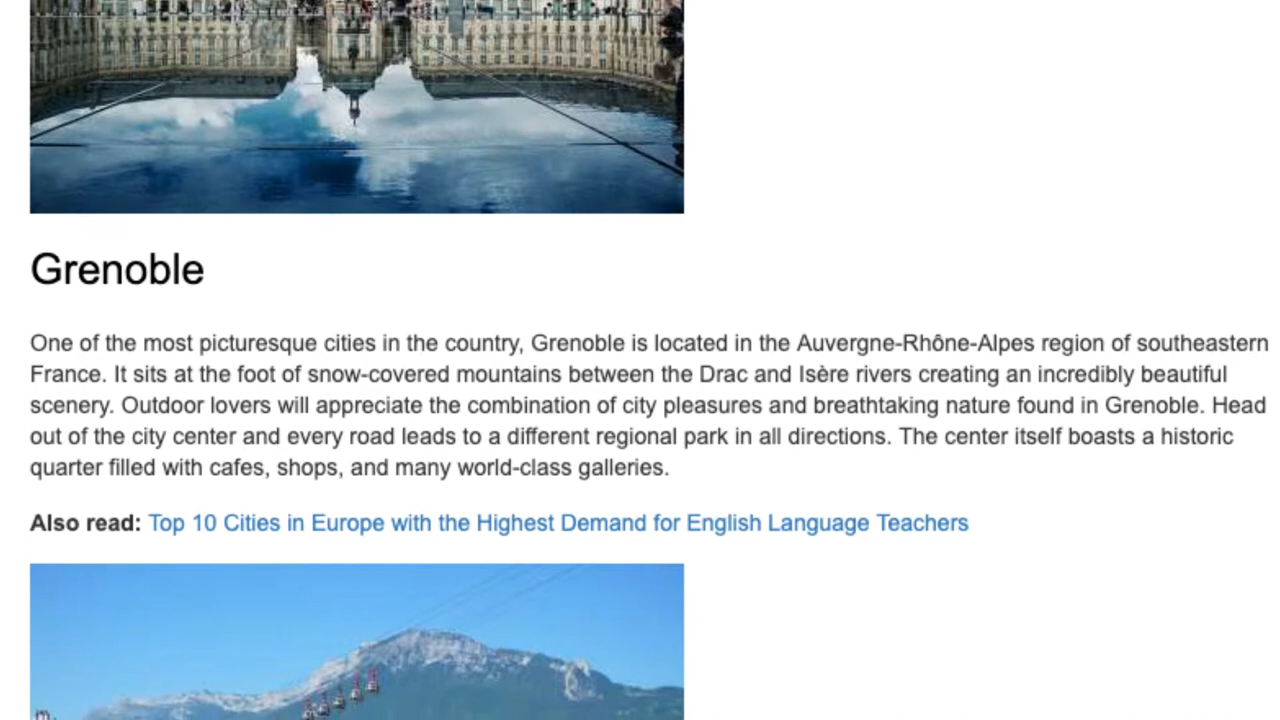 Grenoble
One of the most picturesque cities in the country, Grenoble is located in the Auvergne-Rhône-Alpes region of southeastern
France. It sits at the foot of snow-covered mountains between the Drac and Isère rivers creating an incredibly beautiful
scenery. Outdoor lovers will appreciate the combination of city pleasures and breathtaking nature found in Grenoble. Head
out of the city center and every road leads to a different regional park in all directions. The center itself boasts a historic
quarter filled with cafes, shops, and many world-class galleries.
Also read: Top 10 Cities in Europe with the Highest Demand for English Language Teachers